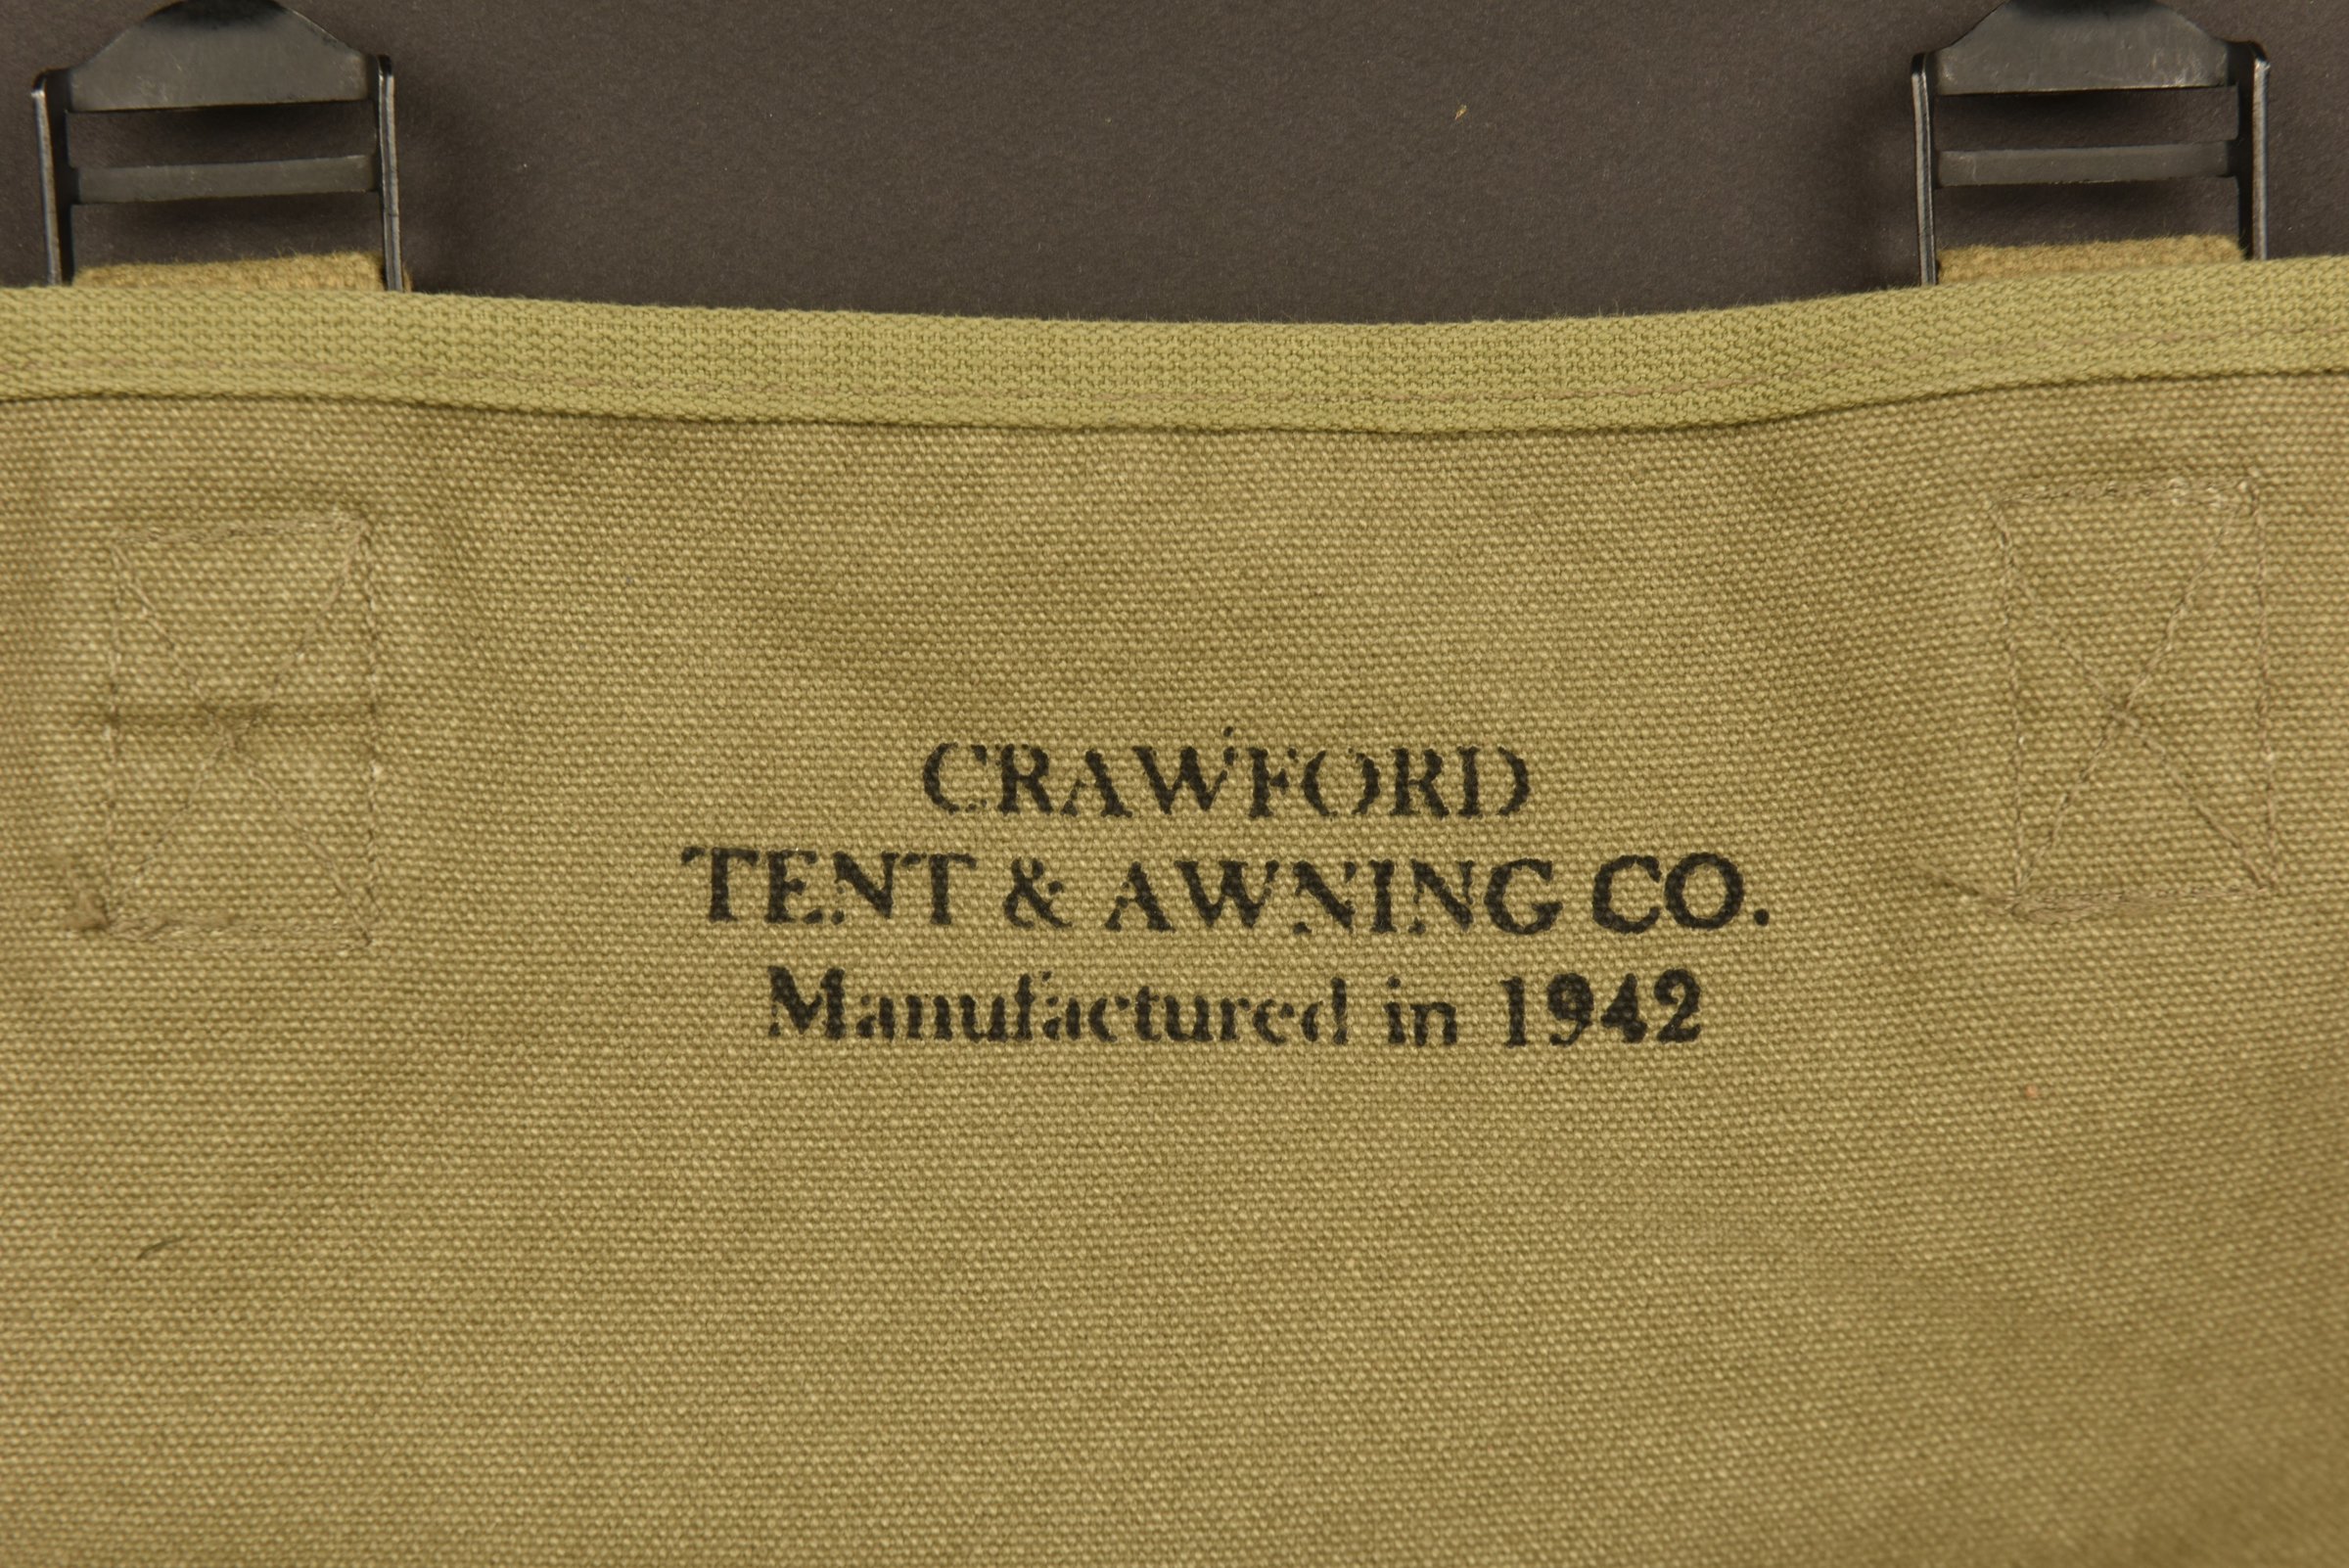 CRAWFORD
TENT & AWNING CO.
Manufactured in 1942